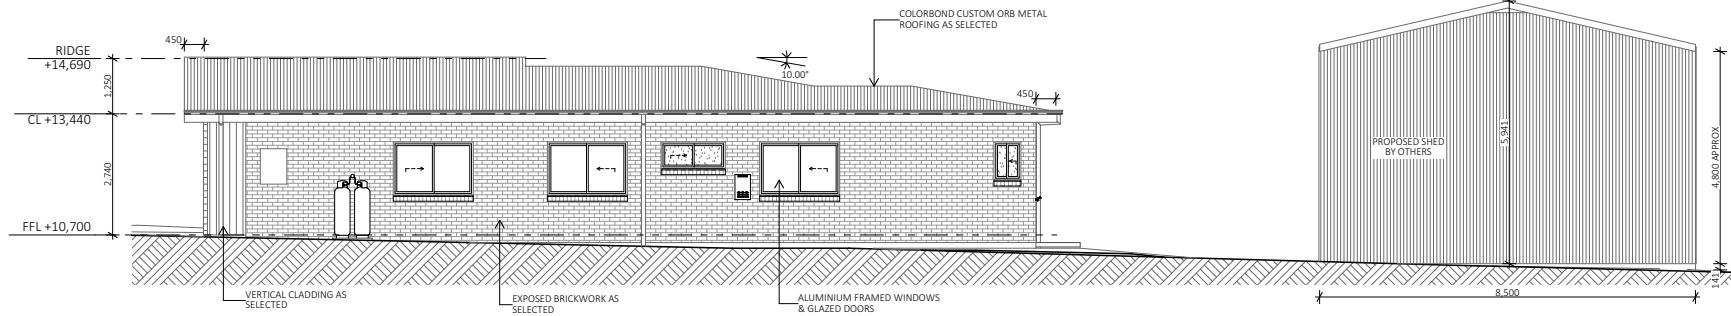 COLORBOND CUSTOM ORB METAL
ROOFING AS SELECTED
450
RIDGE
+14,690
10.00°
1,250
450
CL +13,440
2,740
5,941
PROPOSED SHED
BY OTHERS
4,800 APPROX
FFL +10,700
141
8,500
VERTICAL CLADDING AS
SELECTED
EXPOSED BRICKWORK AS
SELECTED
ALUMINIUM FRAMED WINDOWS
& GLAZED DOORS